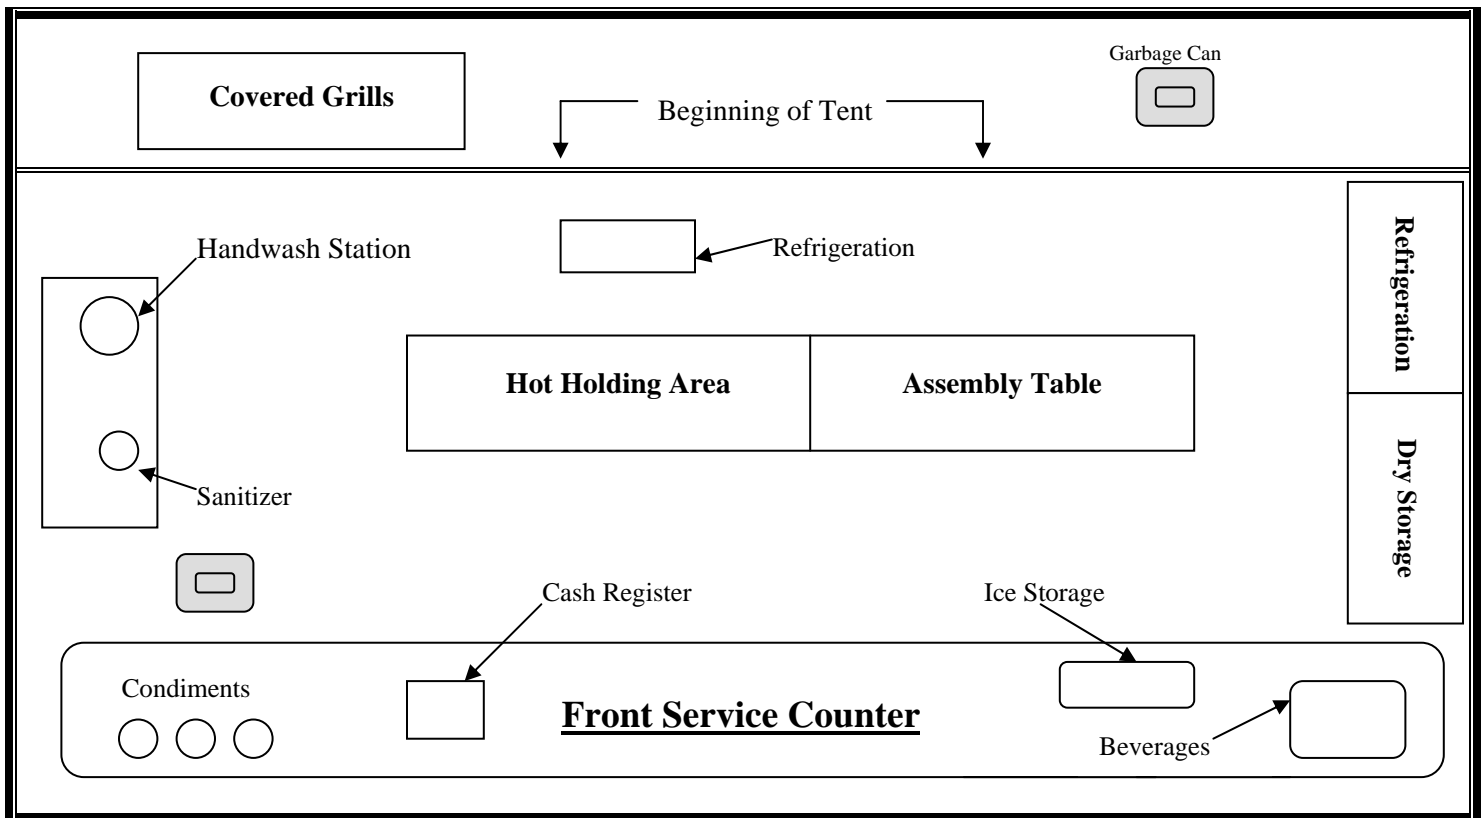 Garbage Can
Covered Grills
Beginning of Tent
Handwash Station
Refrigeration
Refrigeration
Hot Holding Area
Assembly Table
Dry Storage
Sanitizer
Cash Register
Ice Storage
Condiments
Front Service Counter
Beverages